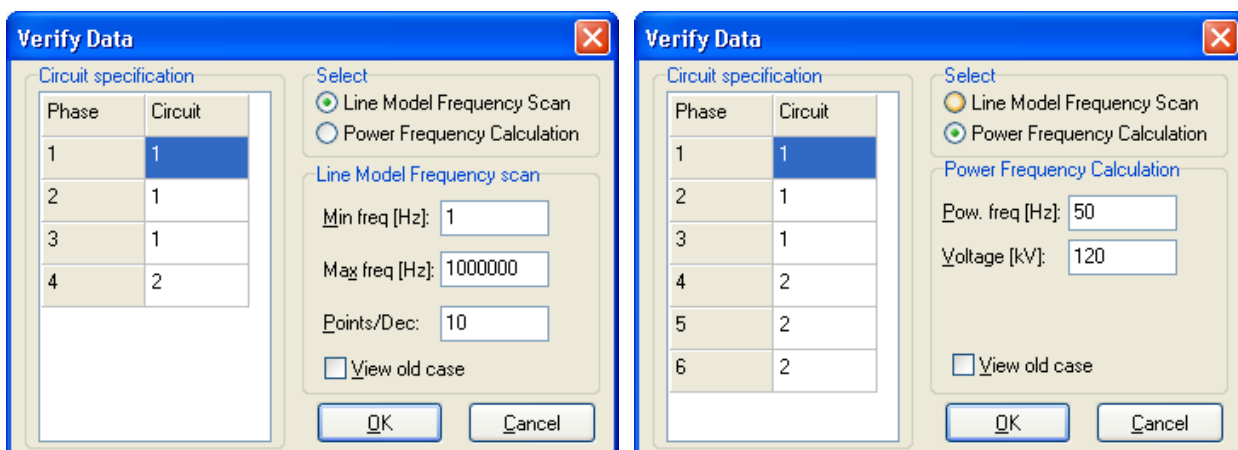 Verify Data
Circuit specification
Phase Circuit
1 1
2 1
3 1
4 2
Select
Line Model Frequency Scan
Power Frequency Calculation
Line Model Frequency scan
Min freq [Hz]: 1
Max freq [Hz]: 1000000
Points/Dec: 10
View old case
OK Cancel
Verify Data
Circuit specification
Phase Circuit
1 1
2 1
3 1
4 2
5 2
6 2
Select
Line Model Frequency Scan
Power Frequency Calculation
Power Frequency Calculation
Pow. freq [Hz]: 50
Voltage [kV]: 120
View old case
OK Cancel